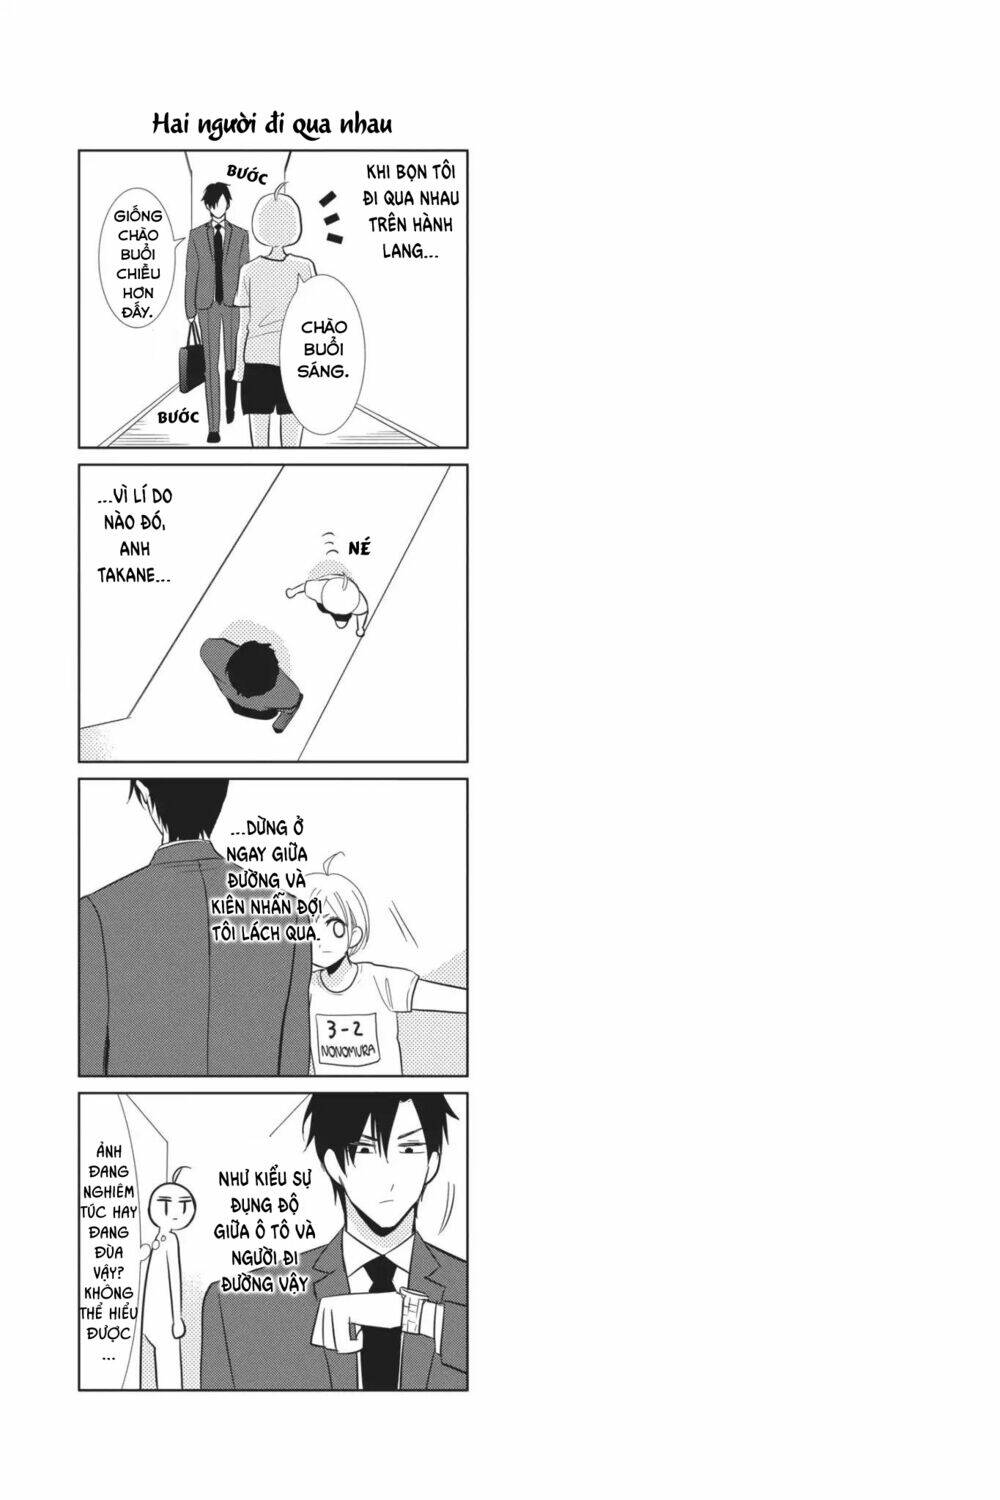 Hai người đi qua nhau
KHI BỌN TÔI
ĐI QUA NHAU
TRÊN HÀNH
LANG...
BƯỚC
CHÀO
BUỔI
SÁNG.
GIỐNG
CHÀO
BUỔI
CHIỀU
HƠN
ĐẤY.
BƯỚC
...VÌ LÍ DO
NÀO ĐÓ,
ANH
TAKANE...
NÉ
...DỪNG Ở
NGAY GIỮA
ĐƯỜNG VÀ
KIÊN NHẪN ĐỢI
TÔI LÁCH QUA.
3-2
NONOMURA
NHƯ KIỂU SỰ
ĐỤNG ĐỘ
GIỮA Ô TÔ VÀ
NGƯỜI ĐI
ĐƯỜNG VẬY
ẢNH
ĐANG
NGHIÊM
TÚC HAY
ĐANG
ĐÙA
VẬY?
KHÔNG
THỂ HIỂU
ĐƯỢC
...